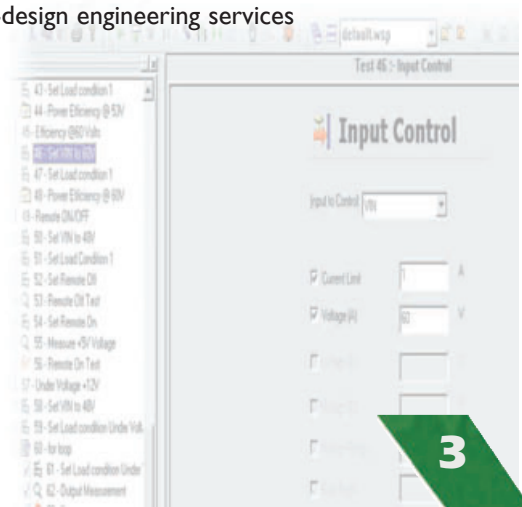 -design engineering services
default.wsp
Test 46 :- Input Control
43 - Set Load condition 1
44 - Power Efficiency @ 53V
45 - Efficiency @60 Volts
46 - Set VIN to 60V
47 - Set Load condition 1
48 - Power Efficiency @ 60V
49 - Remote ON/OFF
50 - Set VIN to 48V
51 - Set Load Condition 1
52 - Set Remote Off
53 - Remote Off Test
54 - Set Remote On
55 - Measure +5V Voltage
56 - Remote On Test
57 - Under Voltage +12V
58 - Set VIN to 48V
59 - Set Load condition Under Volt
60 - for loop
61 - Set Load condition Under
62 - Output Measurement
Input Control
Input to Control VIN
Current Limit 1 A
Voltage (A) 60 V
3